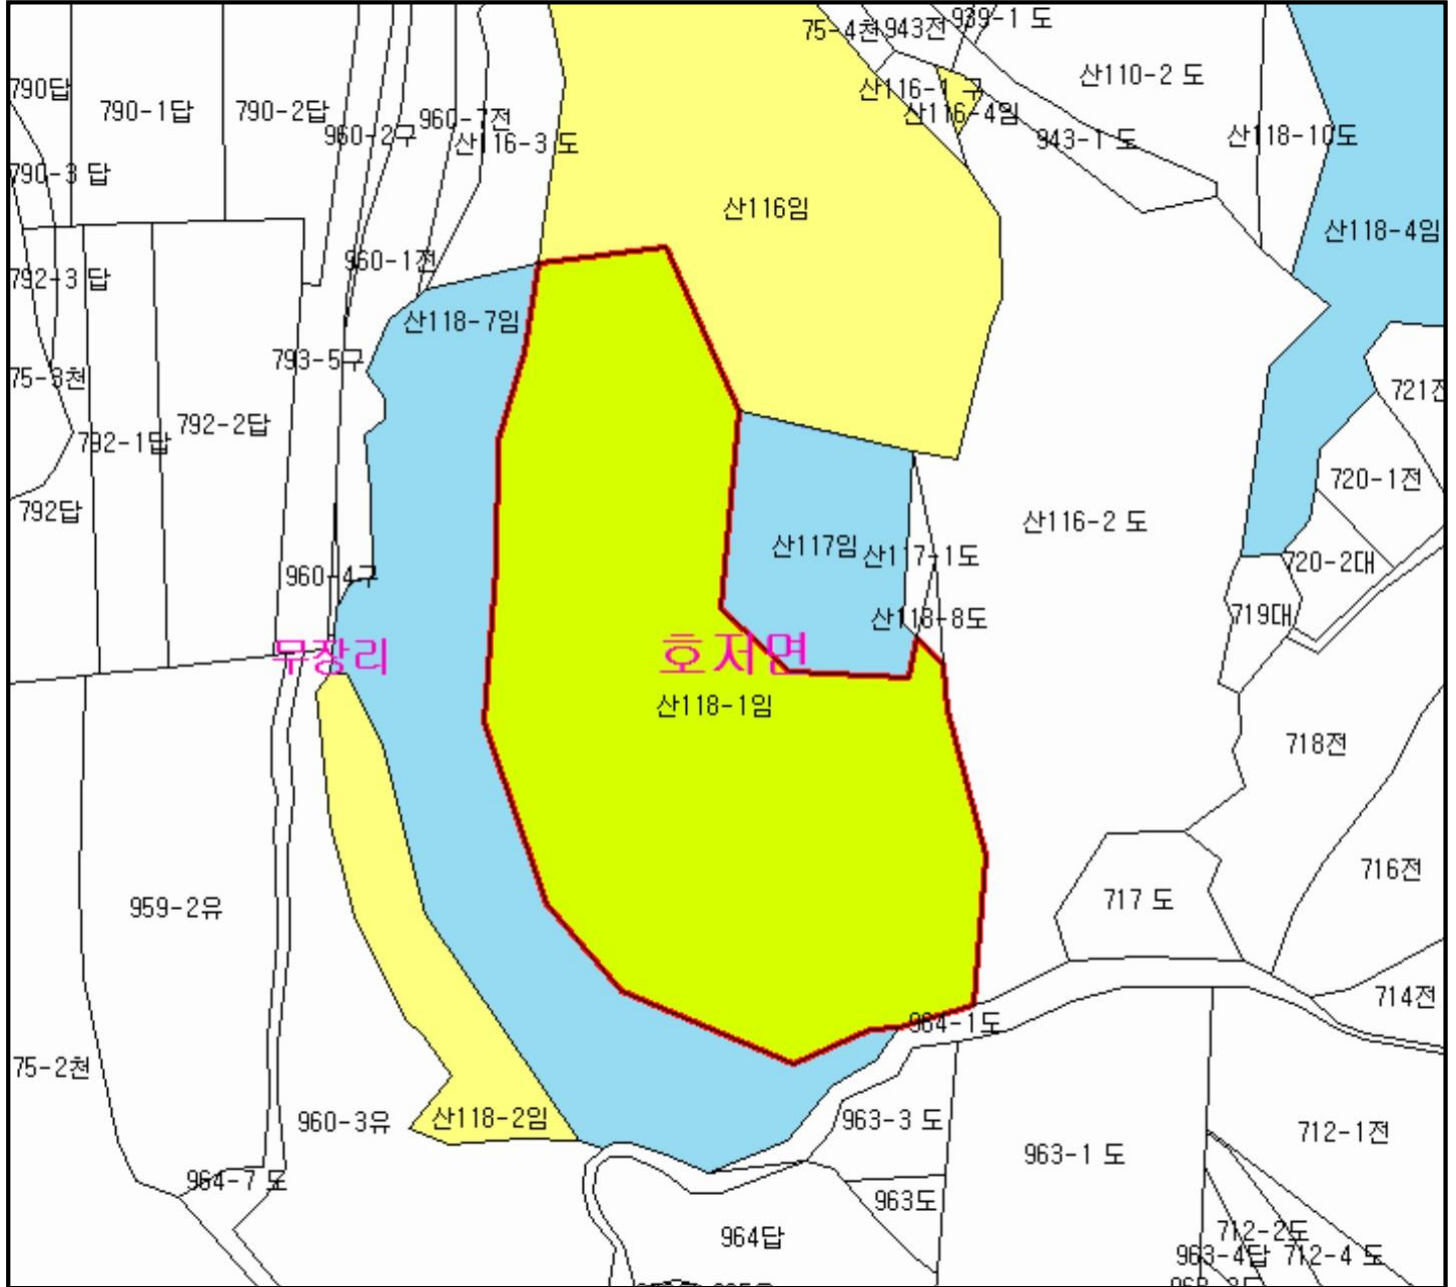 75-4천
943전
939-1 도
산110-2 도
790답
790-1답
790-2답
960-2구
960-7전
산116-3 도
산116-1 구
산116-4임
943-1 도
산118-10도
790-3 답
산116임
산118-4임
792-3 답
960-1전
산118-7임
793-5구
75-3천
721전
792-1답
792-2답
720-1전
792답
산116-2 도
산117임
산117-1도
720-2대
960-4구
719대
산118-8도
무장리
호저면
산118-1임
718전
716전
959-2유
717 도
714전
964-1도
75-2천
960-3유
산118-2임
963-3 도
712-1전
963-1 도
964-7 도
963도
964답
712-2도
963-4답
712-4 도